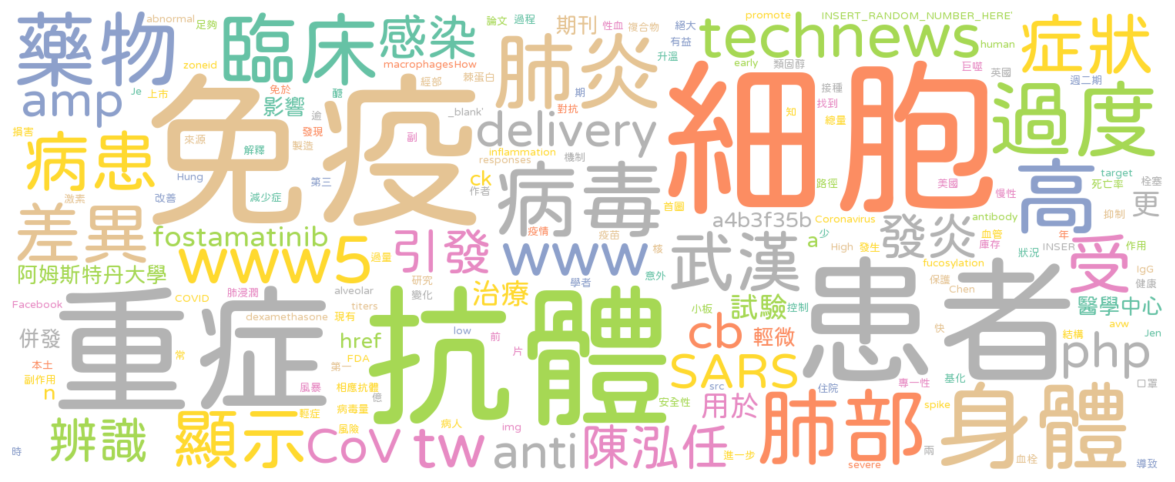 藥物
abnormal
足夠
臨床
感染
論文
過程
期刊
性血
複合物
絕大
有益
promote
INSERT_RANDOM_NUMBER_HERE'
technews
human
症狀
zoneid
macrophagesHow
肺炎
棘蛋白
升溫
early
類固醇
巨噬
英國
週二期
Je
上市
免於
醣
經部
amp
影響
逾
_blank'
期
對抗
細胞
知
接種
找到
總量
過度
損害
來源
解釋
發現
製造
免疫
副
delivery
病患
inflammation
responses
機制
ck
作者
Hung
改善
減少症
激素
第三
病毒
首圖
路徑
美國
慢性
target
死亡率
栓塞
高
更
差異
fostamatinib
引發
疫情
疫苗
a4b3f35b
Coronavirus
少
antibody
抑制
發炎
www5
過量
www
核
武漢
a
High
發生
血管
庫存
年
狀況
INSERT
作用
受
阿姆斯特丹大學
肺浸潤
研究
變化
alveolar
學者
意外
fucosylation
保護
Chen
IgG
健康
Facebook
COVID
titers
治療
小板
控制
試驗
醫學中心
dexamethasone
現有
重症
抗體
患者
併發
本土
href
low
前
cb
輕微
快
結構
avw
Jen
FDA
片
php
常
第一
SARS
口罩
副作用
n
風暴
相應抗體
億
src
住院
專一性
基化
辨識
顯示
輕症
病毒量
風險
病人
img
安全性
用於
肺部
spike
身體
CoV
tw
anti
陳泓任
進一步
severe
兩
血栓
導致
時